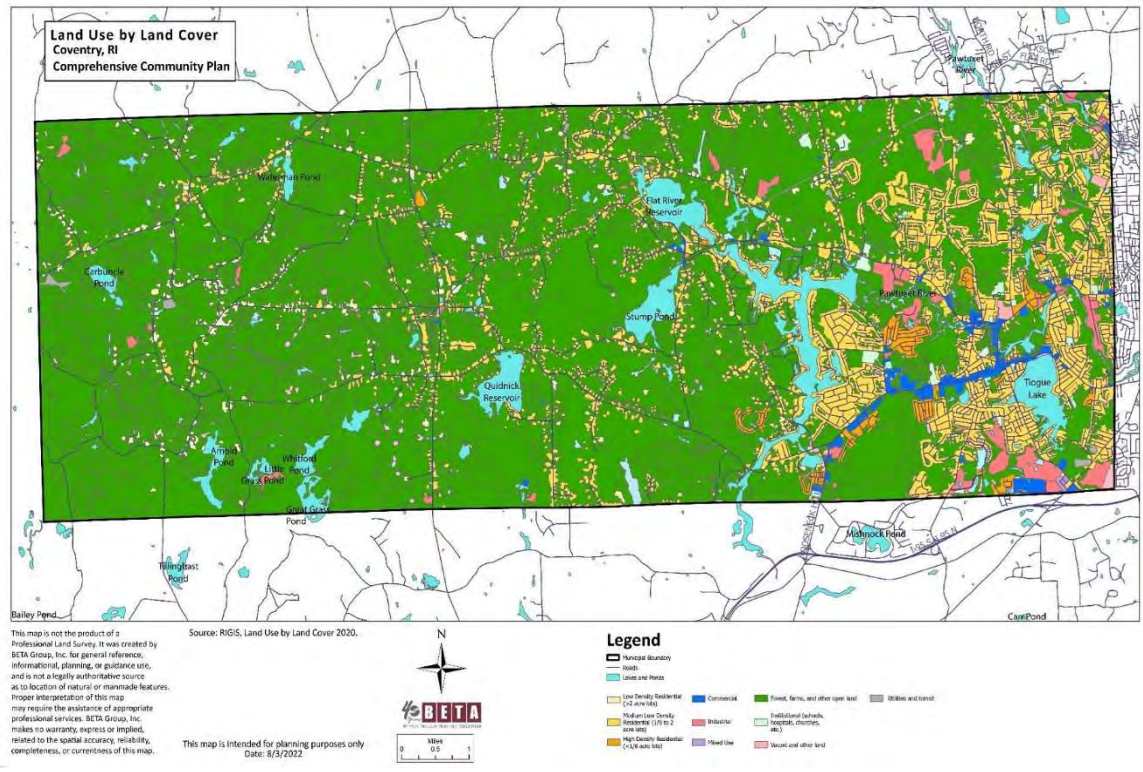 Land Use by Land Cover
Coventry, RI
Comprehensive Community Plan
Pawtuxet
River
Waterman Pond
Flat River
Reservoir
Carbuncle
Pond
Pawtuxet River
Stump Pond
Quidnick
Reservoir
Tiogue
Lake
Arnold
Pond
Whitford
Pond
Little
Grass Pond
Great Grass
Pond
Mishnock Pond
Tillinghast
Pond
Bailey Pond
Carr Pond
This map is not the product of a
Professional Land Survey. It was created by
BETA Group, Inc. for general reference,
informational, planning, or guidance use,
and is not a legally authoritative source
as to location of natural or manmade features.
Proper interpretation of this map
may require the assistance of appropriate
professional services. BETA Group, Inc.
makes no warranty, express or implied,
related to the spatial accuracy, reliability,
completeness, or currentness of this map.
Source: RIGIS, Land Use by Land Cover 2020.
N
BETA
This map is intended for planning purposes only
Date: 8/3/2022
Miles
0 0.5 1
Legend
Municipal Boundary
Roads
Lakes and Ponds
Low Density Residential
(>2 acre lots)
Medium Low Density
Residential (1/8 to 2
acre lots)
High Density Residential
(<1/8 acre lots)
Commercial
Industrial
Mixed Use
Forest, farms, and other open land
Institutional (schools,
hospitals, churches,
etc.)
Vacant and other land
Utilities and transit